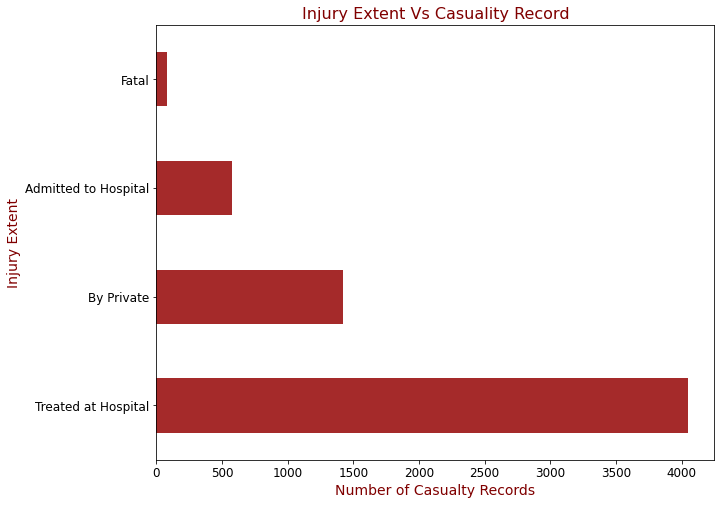 Injury Extent Vs Casuality Record
Fatal
Admitted to Hospital
By Private
Treated at Hospital
Injury Extent
0 500 1000 1500 2000 2500 3000 3500 4000
Number of Casualty Records